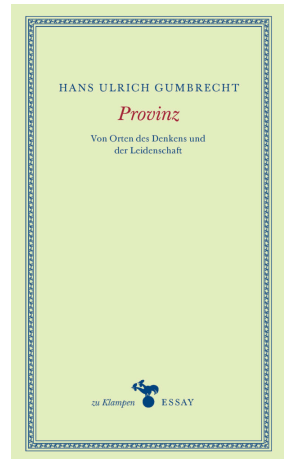 HANS ULRICH GUMBRECHT
Provinz
Von Orten des Denkens und
der Leidenschaft
zu Klampen ESSAY